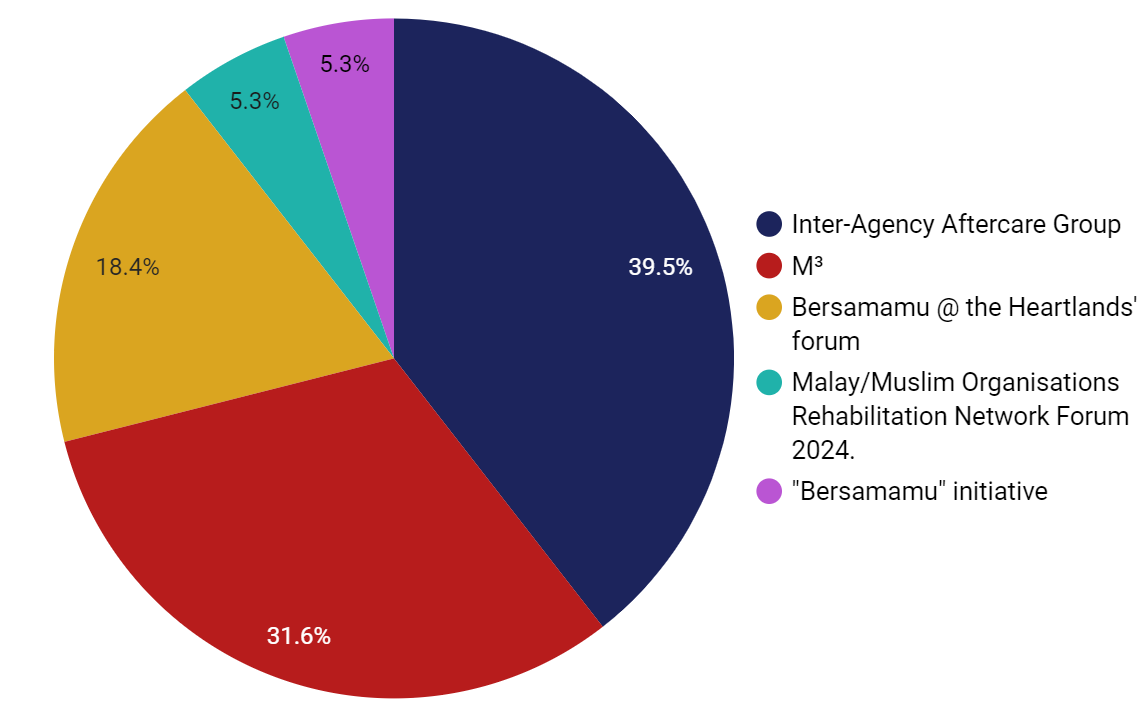 5.3%
5.3%
18.4%
39.5%
31.6%
Inter-Agency Aftercare Group
M³
Bersamamu @ the Heartlands'
forum
Malay/Muslim Organisations
Rehabilitation Network Forum
2024.
"Bersamamu" initiative